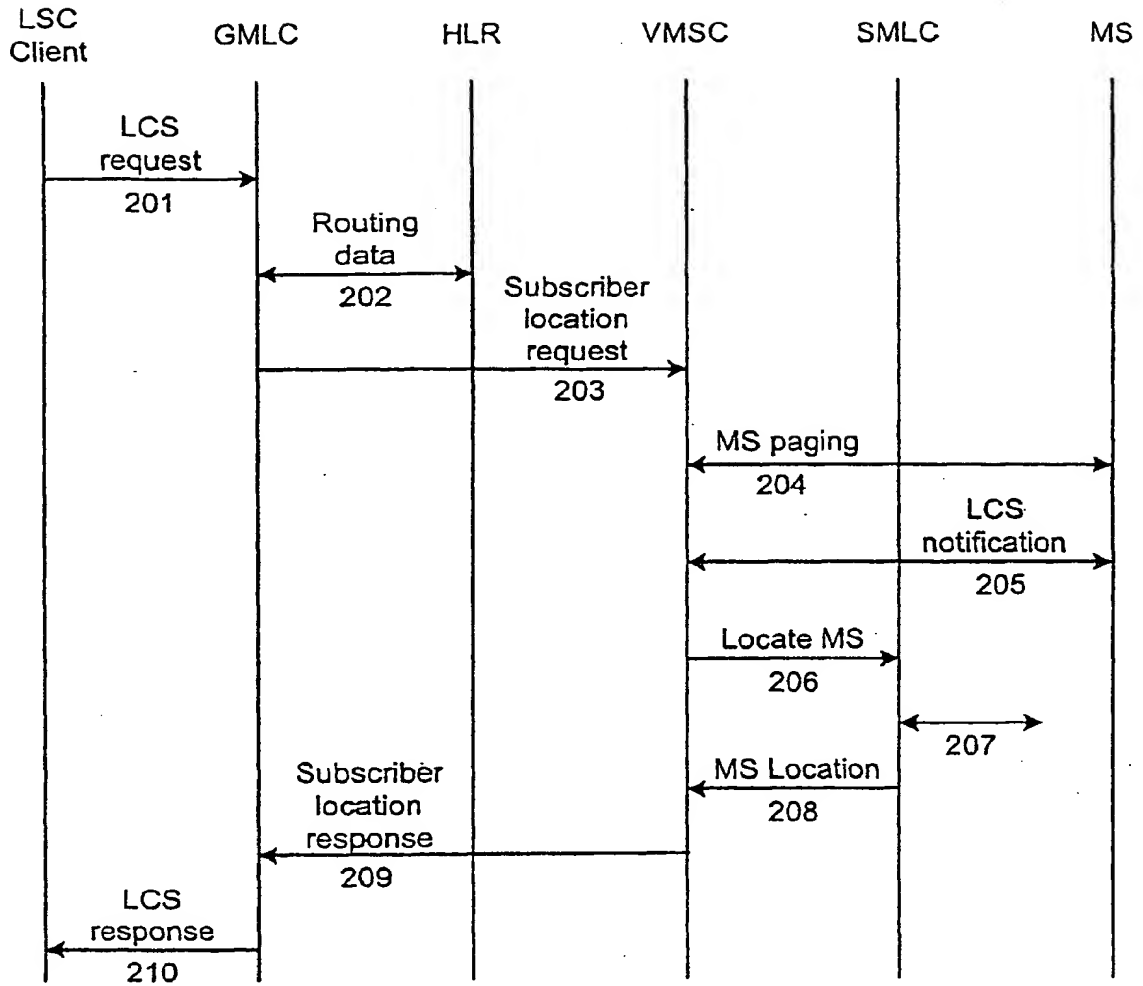 LSC
Client
GMLC
HLR
VMSC
SMLC
MS
LCS
request
201
Routing
data
202
Subscriber
location
request
203
MS paging
204
LCS
notification
205
Locate MS
206
207
MS Location
208
Subscriber
location
response
209
LCS
response
210